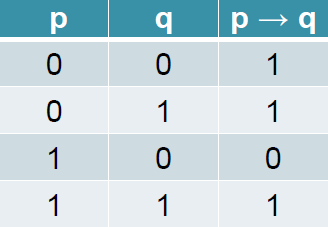 p q p → q
0 0 1
0 1 1
1 0 0
1 1 1